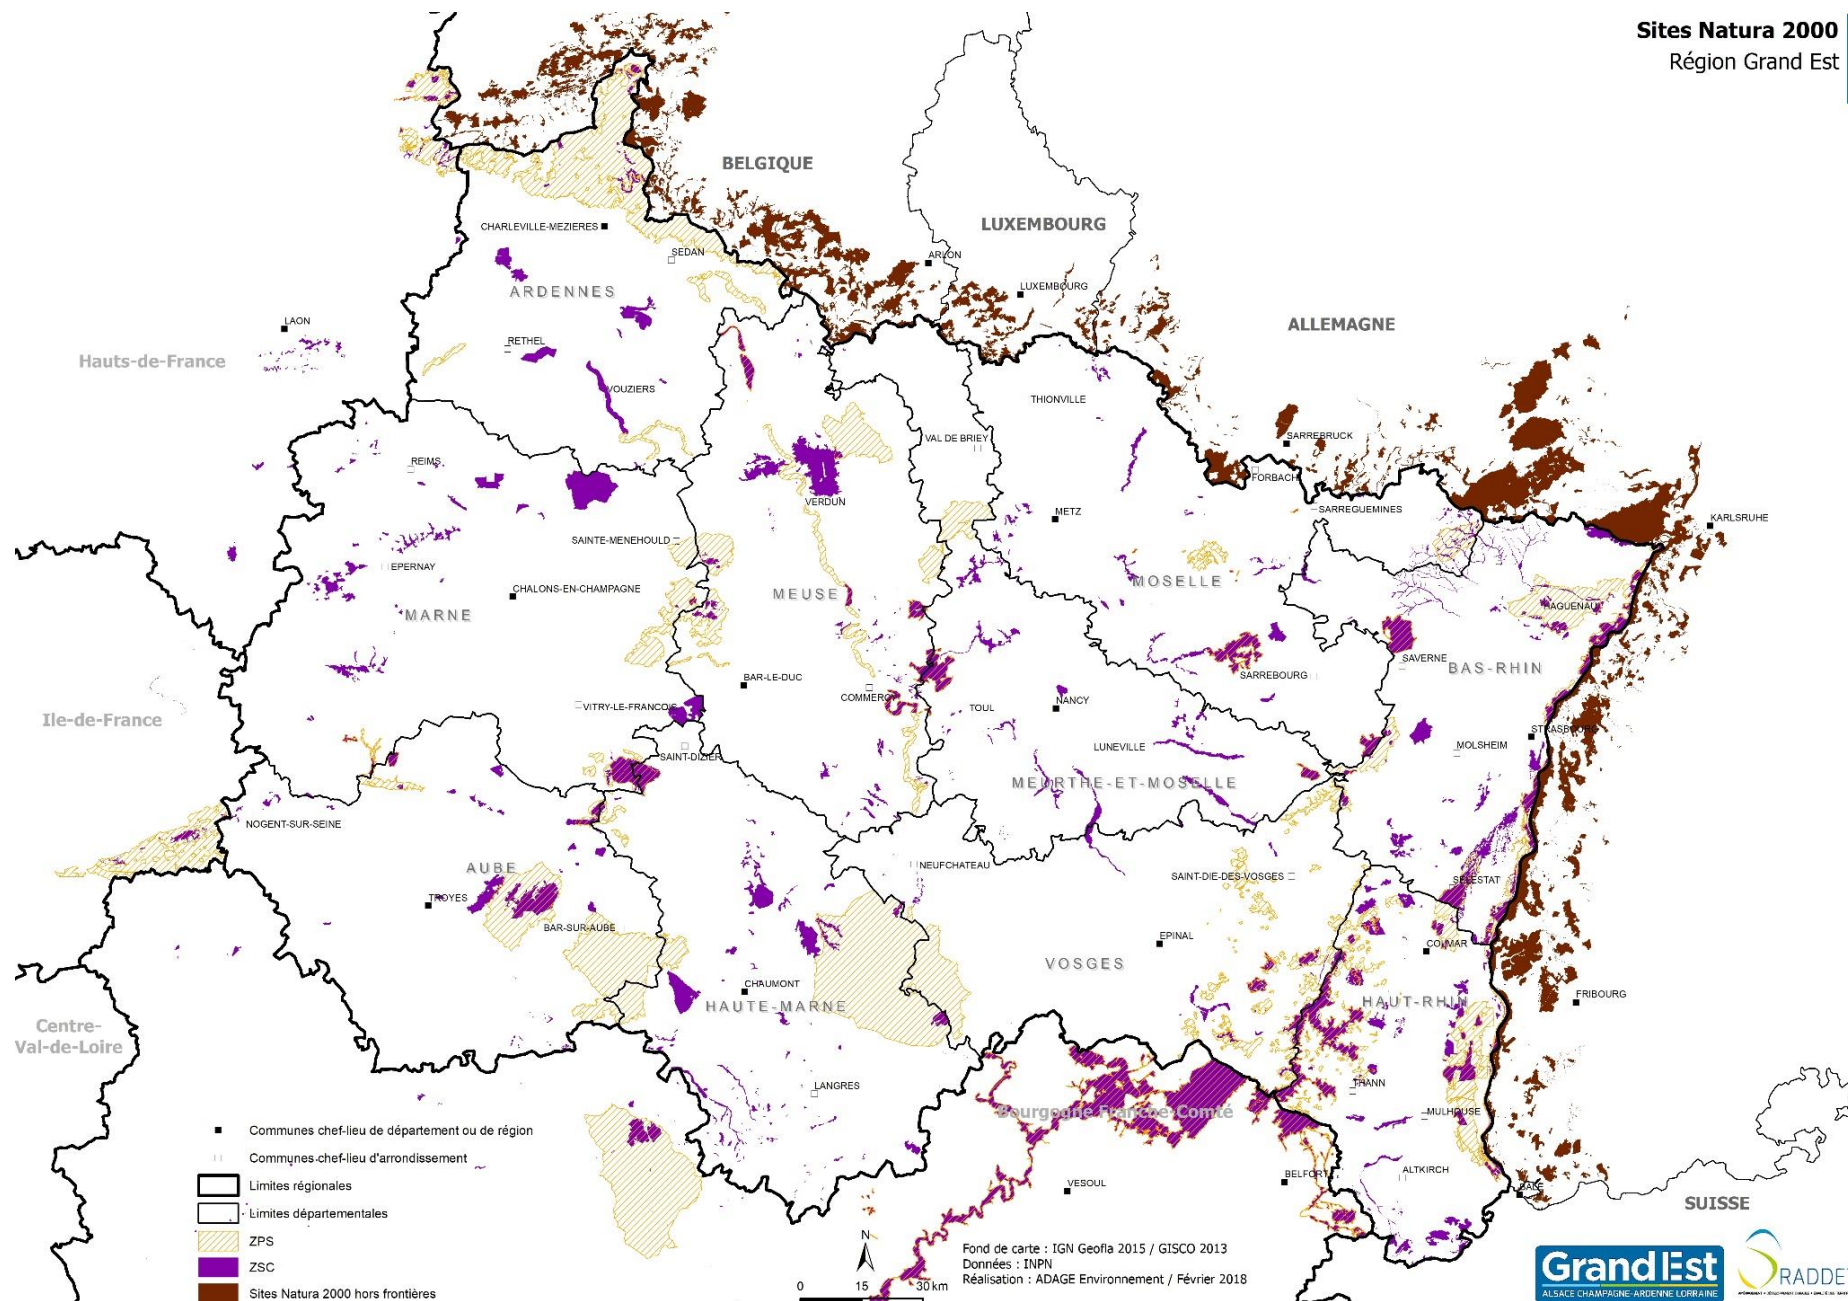 Sites Natura 2000
Région Grand Est
BELGIQUE
LUXEMBOURG
CHARLEVILLE-MEZIERES
SEDAN
ARLON
ARDENNES
LUXEMBOURG
LAON
ALLEMAGNE
Hauts-de-France
RETHEL
VOUZIERS
THIONVILLE
VAL DE BRIEY
SARREBRUCK
REIMS
FORBACH
VERDUN
METZ
SARREGUEMINES
KARLSRUHE
SAINTE-MENEHOULD
EPERNAY
CHALONS-EN-CHAMPAGNE
MEUSE
MOSELLE
HAGUENAU
MARNE
SAVERNE
BAS-RHIN
BAR-LE-DUC
COMMERCY
SARREBOURG
NANCY
TOUL
VITRY-LE-FRANCOIS
Ile-de-France
STRASBOURG
LUNEVILLE
MOLSHEIM
SAINT-DIZIER
MEURTHE-ET-MOSELLE
NOGENT-SUR-SEINE
NEUFCHATEAU
AUBE
SAINT-DIE-DES-VOSGES
SELESTAT
TROYES
BAR-SUR-AUBE
EPINAL
COLMAR
VOSGES
CHAUMONT
HAUTE-MARNE
HAUT-RHIN
FRIBOURG
Centre-
Val-de-Loire
LANGRES
THANN
Bourgogne Franche-Comté
MULHOUSE
BELFORT
ALTKIRCH
VESOUL
BALE
SUISSE
Communes chef-lieu de département ou de région
Communes chef-lieu d'arrondissement
Limites régionales
Limites départementales
ZPS
ZSC
Sites Natura 2000 hors frontières
N
0 15 30 km
Fond de carte : IGN Geofla 2015 / GISCO 2013
Données : INPN
Réalisation : ADAGE Environnement / Février 2018
GrandEst
ALSACE CHAMPAGNE-ARDENNE LORRAINE
SRADDET